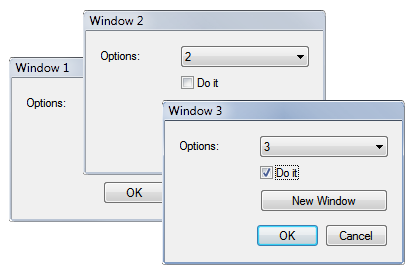 Window 2
Options: 2
Do it
Window 1
Options:
OK
Window 3
Options: 3
Do it
New Window
OK Cancel